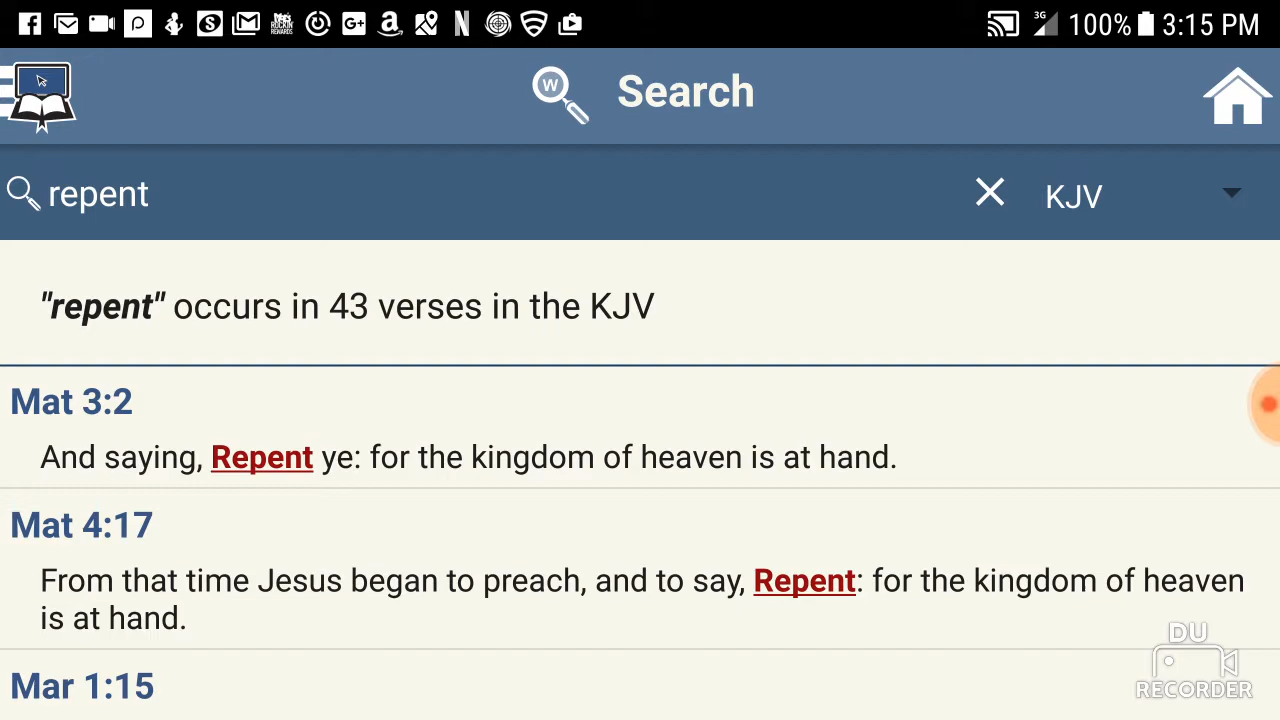 3G 100% 3:15 PM
W Search
repent KJV
"repent" occurs in 43 verses in the KJV
Mat 3:2
And saying, Repent ye: for the kingdom of heaven is at hand.
Mat 4:17
From that time Jesus began to preach, and to say, Repent: for the kingdom of heaven
is at hand.
Mar 1:15
DU
RECORDER